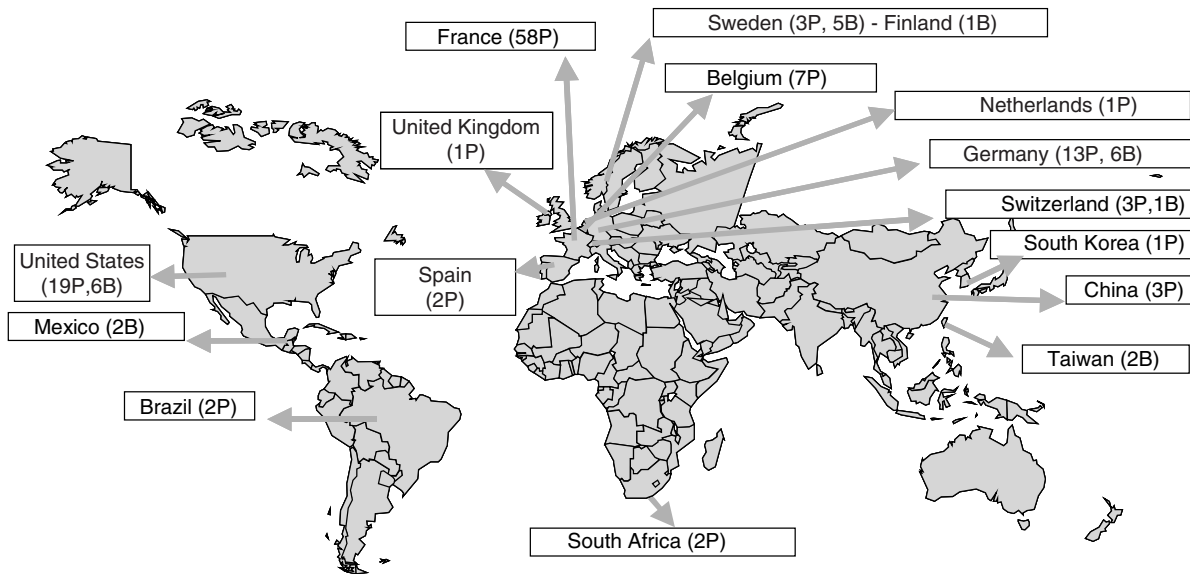 Sweden (3P, 5B) - Finland (1B)
France (58P)
Belgium (7P)
Netherlands (1P)
United Kingdom
(1P)
Germany (13P, 6B)
Switzerland (3P,1B)
South Korea (1P)
United States
(19P,6B)
Spain
(2P)
China (3P)
Mexico (2B)
Taiwan (2B)
Brazil (2P)
South Africa (2P)